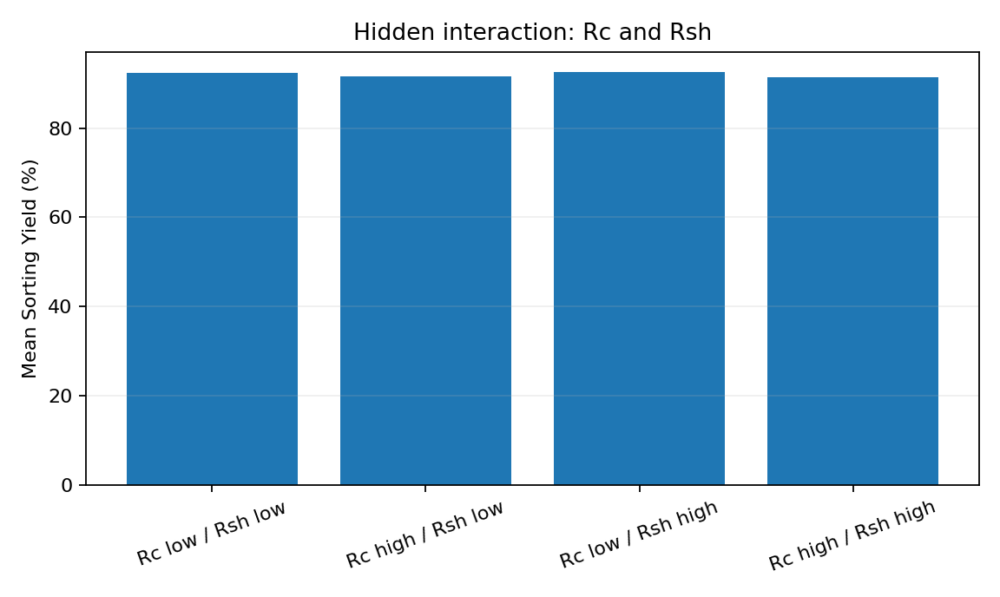 Hidden interaction: Rc and Rsh
Mean Sorting Yield (%)
80
60
40
20
0
Rc low / Rsh low
Rc high / Rsh low
Rc low / Rsh high
Rc high / Rsh high